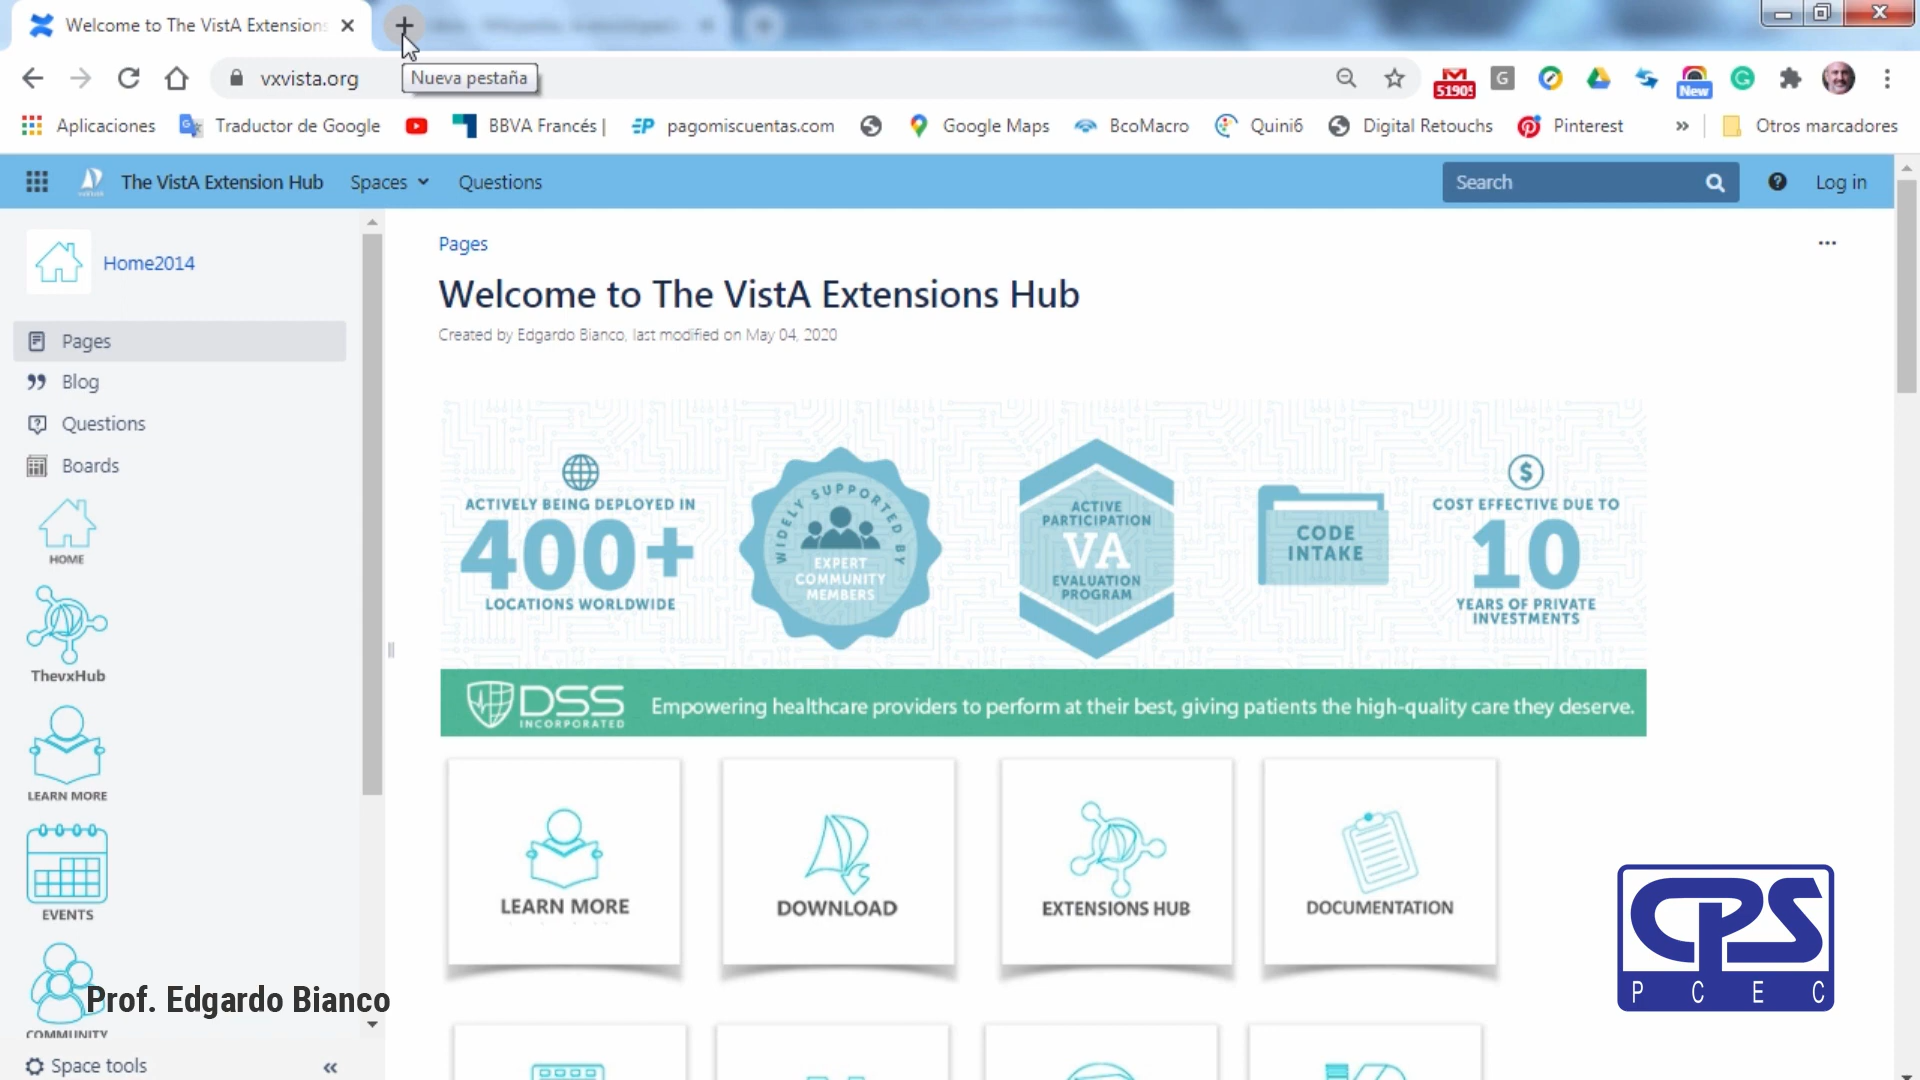 Welcome to The VistA Extensions
vxvista.org
Nueva pestaña
51905
G
New
Aplicaciones
Traductor de Google
BBVA Francés |
pagomiscuentas.com
Google Maps
BcoMacro
Quini6
Digital Retouchs
Pinterest
»
Otros marcadores
The VistA Extension Hub
Spaces
Questions
Search
Log in
Home2014
Pages
Blog
Questions
Boards
HOME
ThevxHub
LEARN MORE
EVENTS
COMMUNITY
Space tools
«
Pages
Welcome to The VistA Extensions Hub
Created by Edgardo Bianco, last modified on May 04, 2020
ACTIVELY BEING DEPLOYED IN
400+
LOCATIONS WORLDWIDE
WIDELY SUPPORTED BY
EXPERT
COMMUNITY
MEMBERS
ACTIVE
PARTICIPATION
VA
EVALUATION
PROGRAM
CODE
INTAKE
$
COST EFFECTIVE DUE TO
10
YEARS OF PRIVATE
INVESTMENTS
DSS
INCORPORATED
Empowering healthcare providers to perform at their best, giving patients the high-quality care they deserve.
LEARN MORE
DOWNLOAD
EXTENSIONS HUB
DOCUMENTATION
CPS
P C E C
Prof. Edgardo Bianco